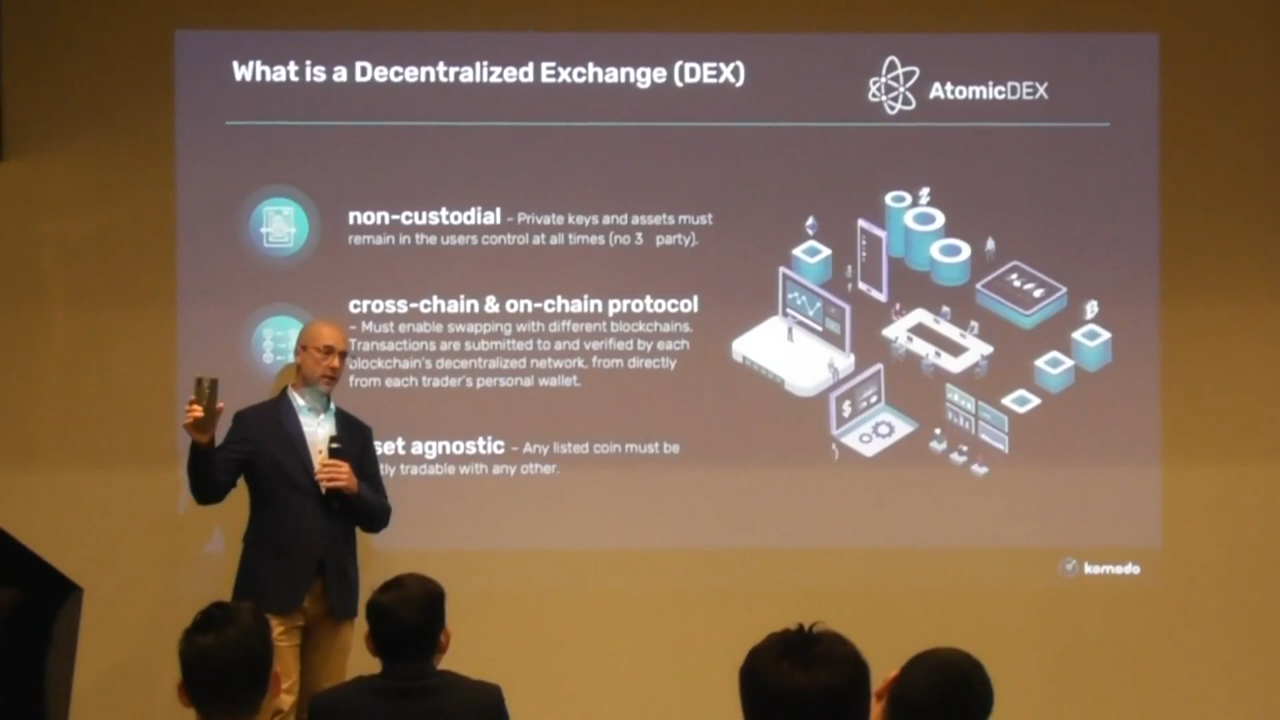 What is a Decentralized Exchange (DEX)
AtomicDEX
non-custodial - Private keys and assets must
remain in the users control at all times (no 3 party).
cross-chain & on-chain protocol
- Must enable swapping with different blockchains.
Transactions are submitted to and verified by each
blockchain's decentralized network, from directly
from each trader's personal wallet.
set agnostic - Any listed coin must be
tly tradable with any other.
$
komodo